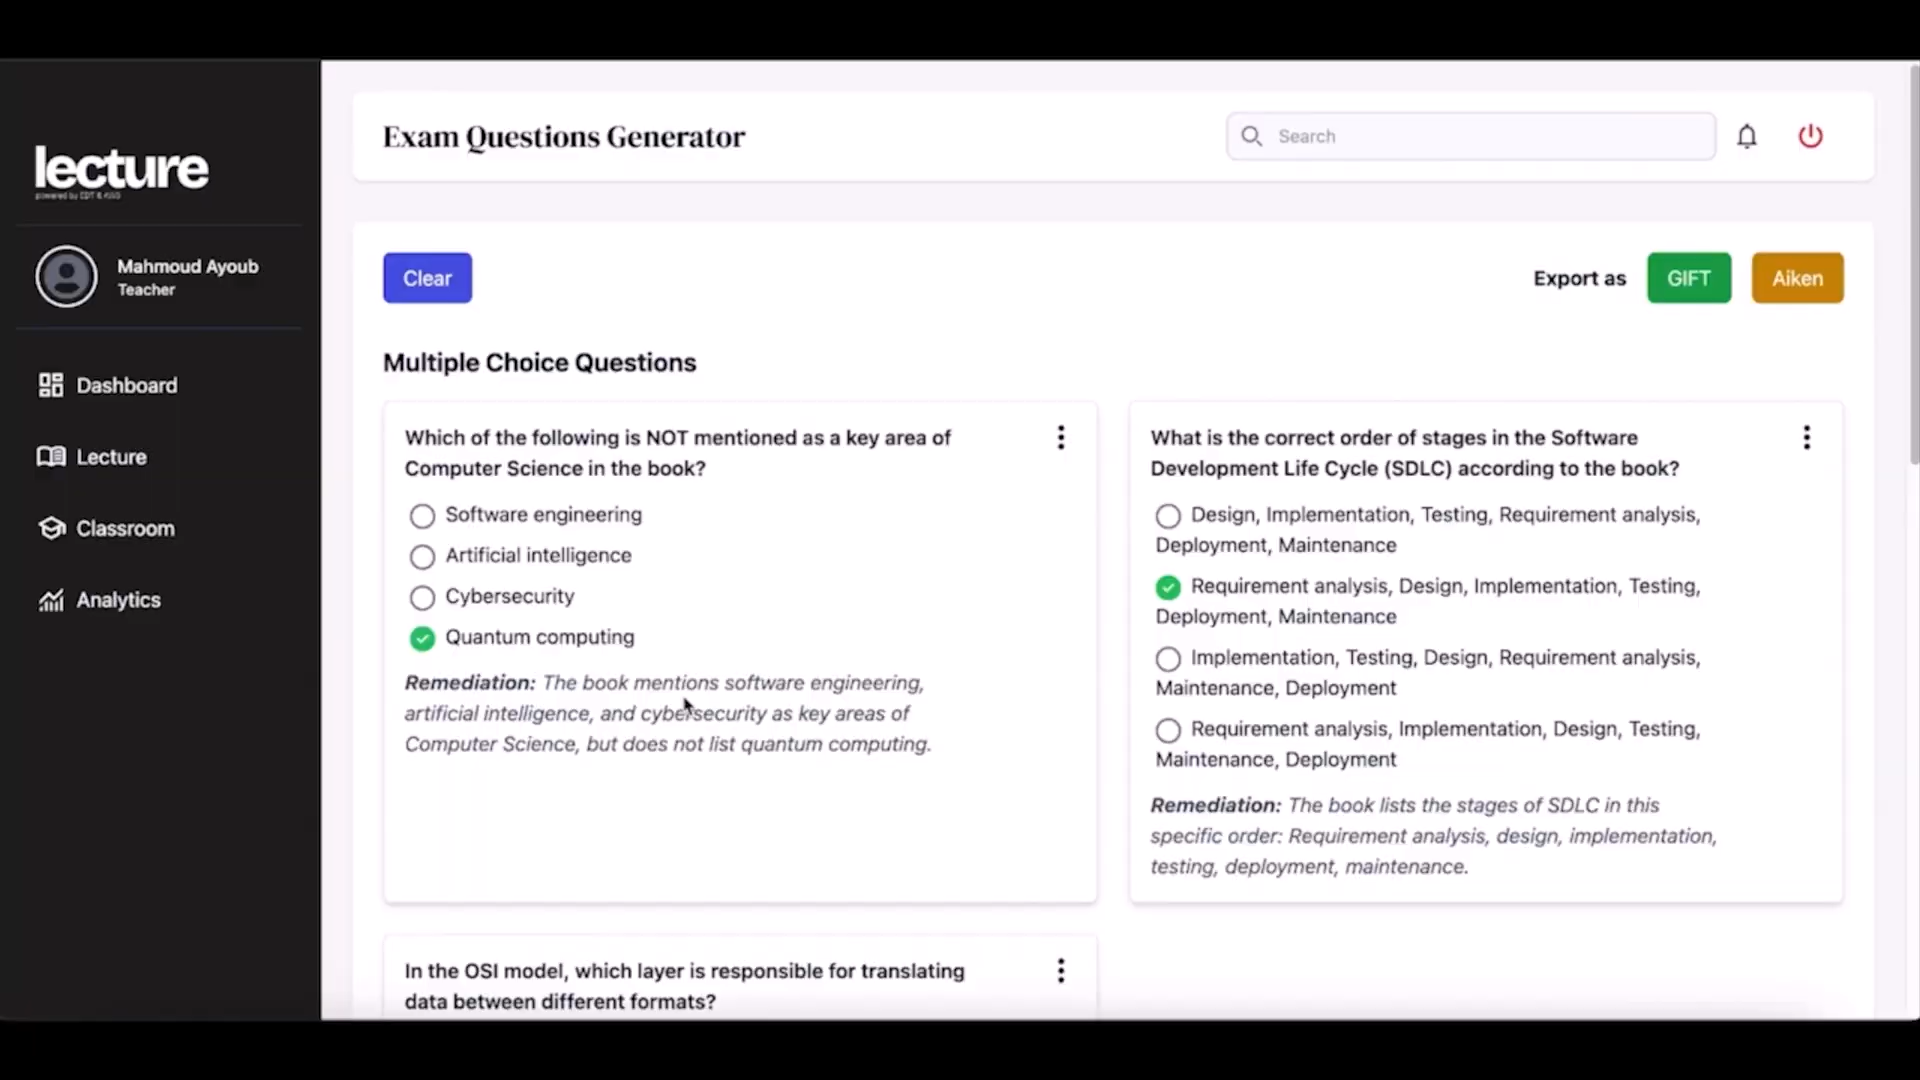 lecture
powered by EDT & AWS
Mahmoud Ayoub
Teacher
Dashboard
Lecture
Classroom
Analytics
Exam Questions Generator
Search
Clear
Export as
GIFT
Aiken
Multiple Choice Questions
Which of the following is NOT mentioned as a key area of
Computer Science in the book?
Software engineering
Artificial intelligence
Cybersecurity
Quantum computing
Remediation: The book mentions software engineering,
artificial intelligence, and cybersecurity as key areas of
Computer Science, but does not list quantum computing.
What is the correct order of stages in the Software
Development Life Cycle (SDLC) according to the book?
Design, Implementation, Testing, Requirement analysis,
Deployment, Maintenance
Requirement analysis, Design, Implementation, Testing,
Deployment, Maintenance
Implementation, Testing, Design, Requirement analysis,
Maintenance, Deployment
Requirement analysis, Implementation, Design, Testing,
Maintenance, Deployment
Remediation: The book lists the stages of SDLC in this
specific order: Requirement analysis, design, implementation,
testing, deployment, maintenance.
In the OSI model, which layer is responsible for translating
data between different formats?